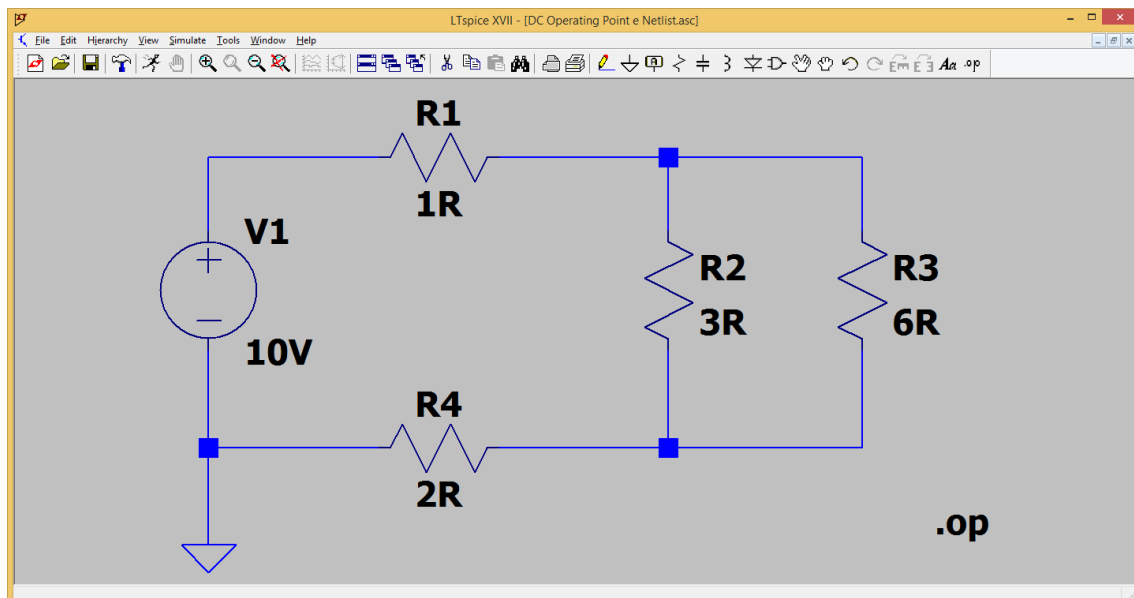 LTspice XVII - [DC Operating Point e Netlist.asc]
File Edit Hierarchy View Simulate Tools Window Help
Aa .op
R1
1R
V1
10V
R2
3R
R3
6R
R4
2R
.op